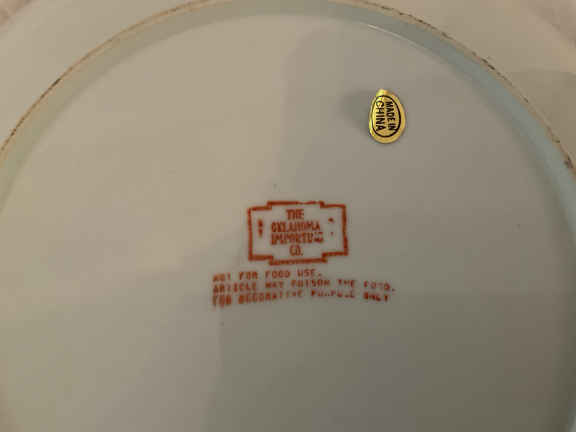 MADE IN
CHINA
THE
OKLAHOMA
IMPORTING
CO.
NOT FOR FOOD USE.
ARTICLE MAY POISON THE FOOD.
FOR DECORATIVE PURPOSE ONLY